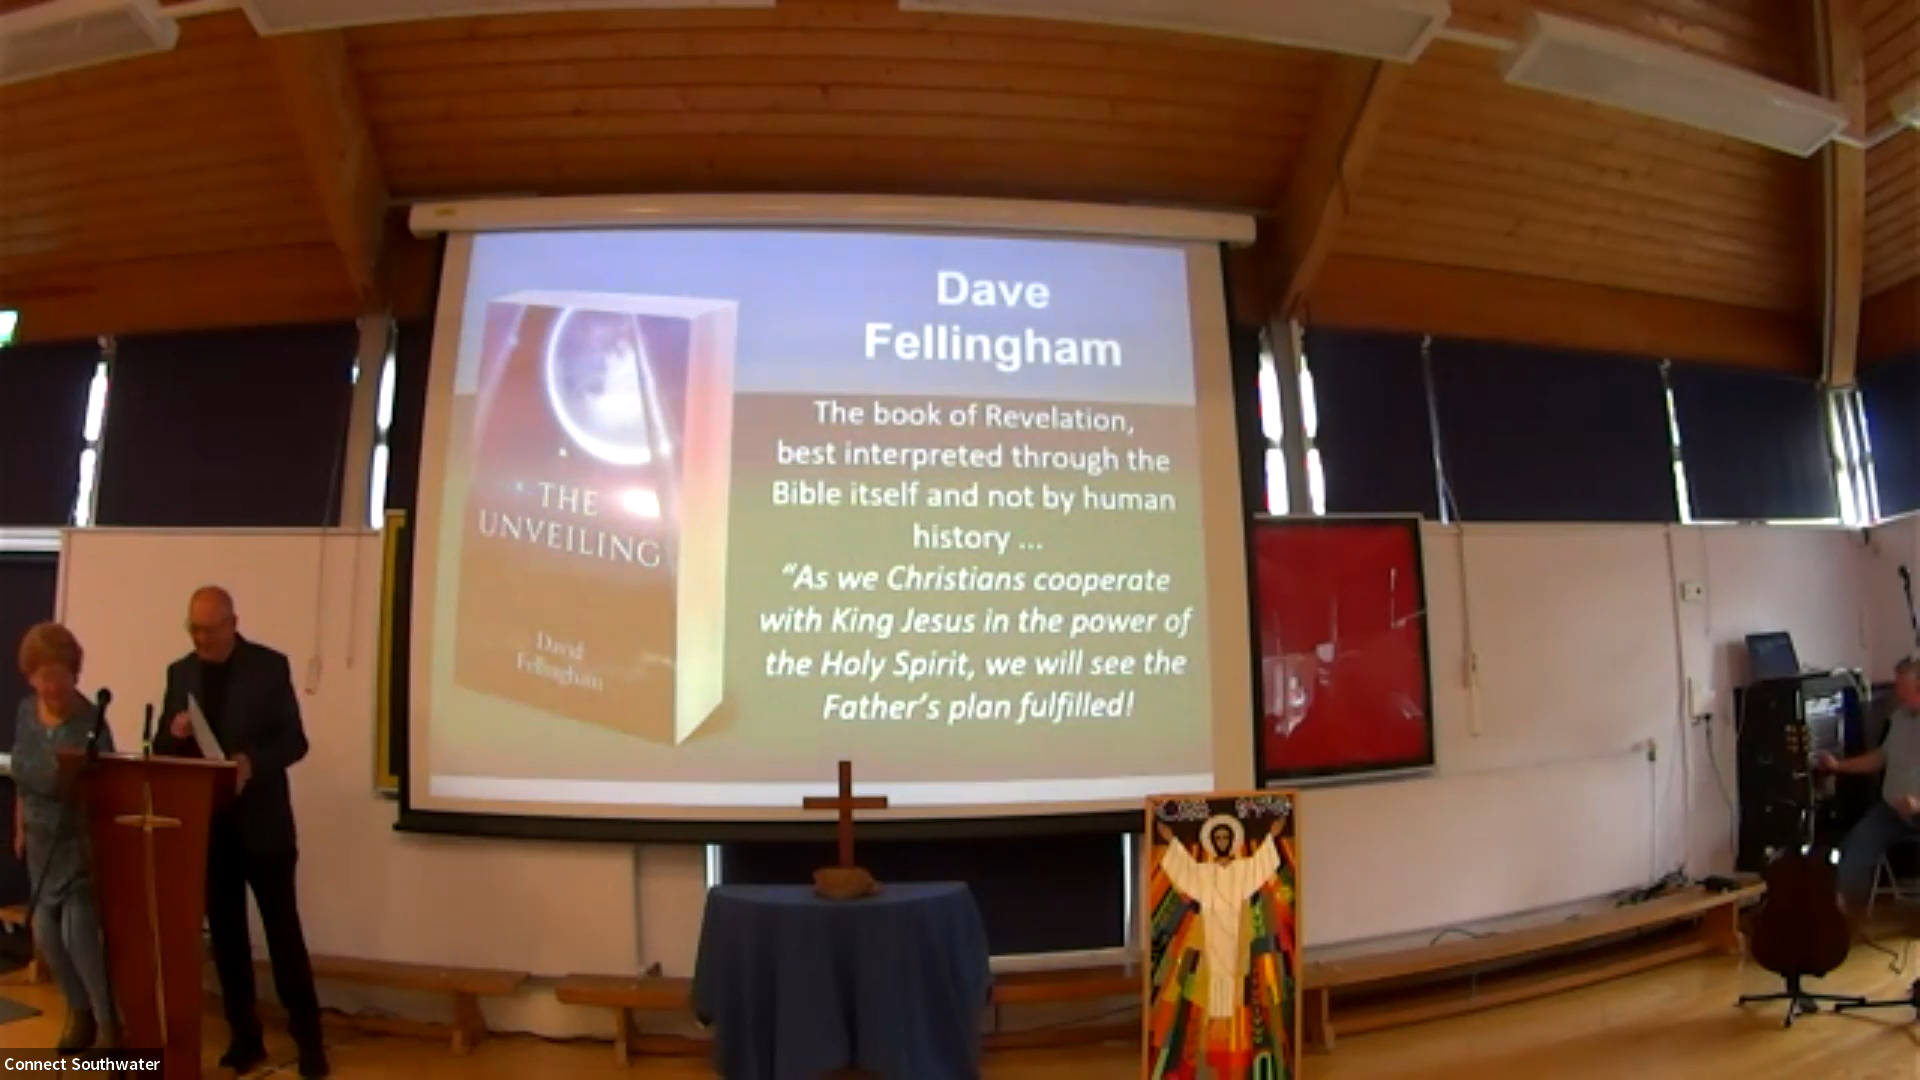 Dave
Fellingham
The book of Revelation,
best interpreted through the
Bible itself and not by human
history ...
“As we Christians cooperate
with King Jesus in the power of
the Holy Spirit, we will see the
Father’s plan fulfilled!
THE
UNVEILING
David
Fellingham
Connect Southwater